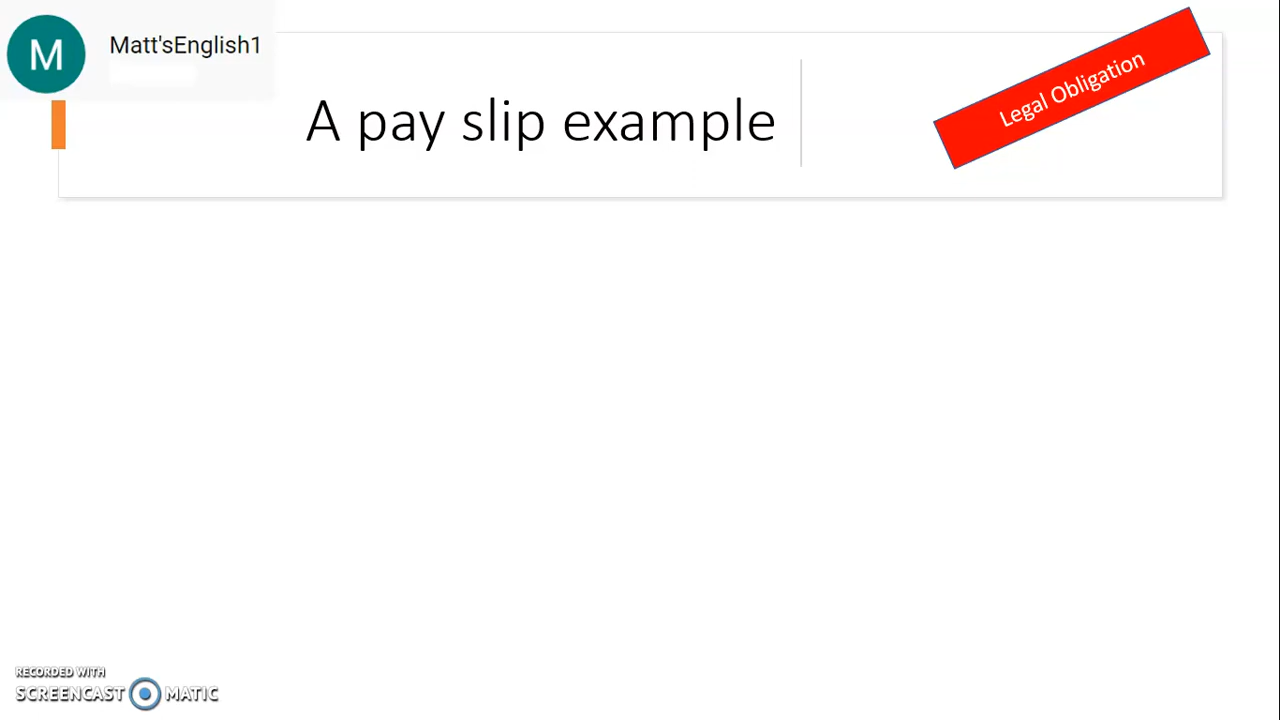 M
Matt'sEnglish1
A pay slip example
Legal Obligation
RECORDED WITH
SCREENCAST MATIC